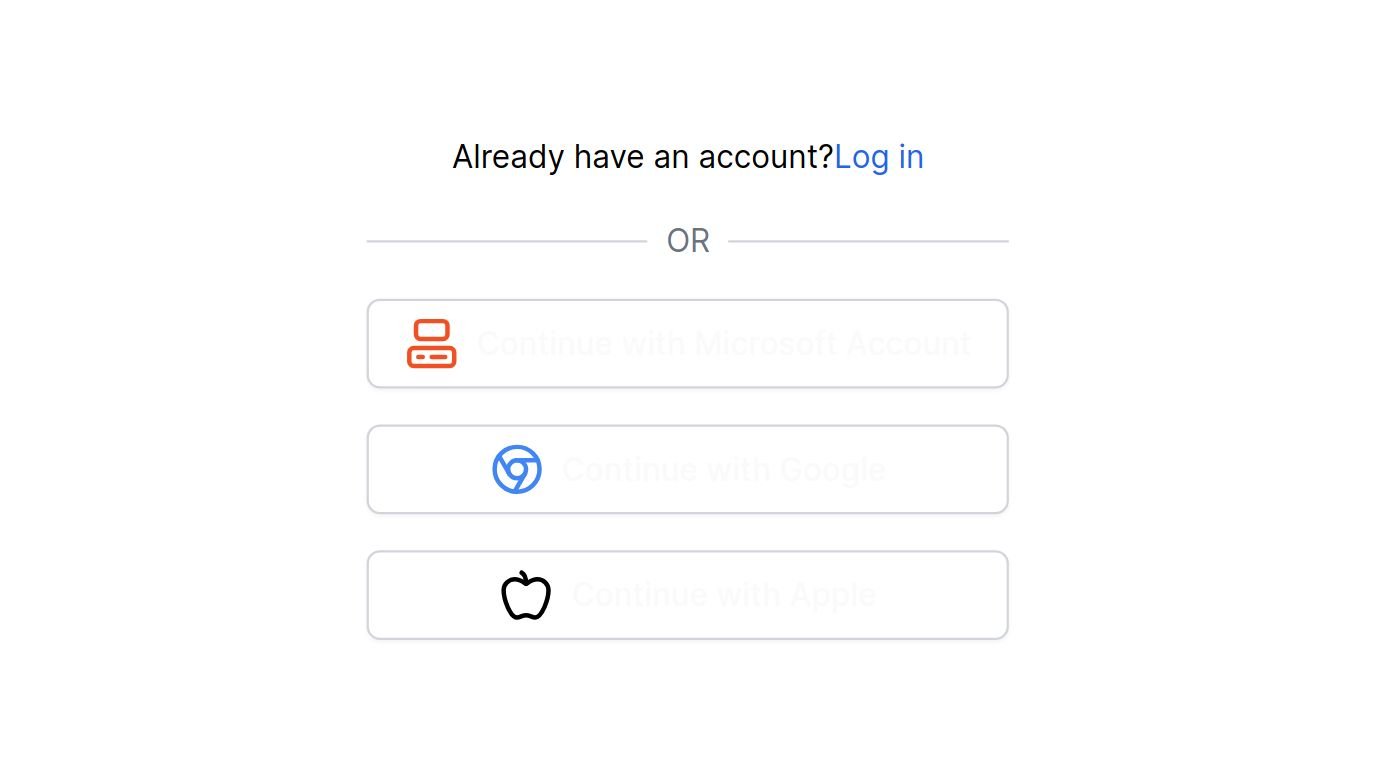 Already have an account?Log in
OR
Continue with Microsoft Account
Continue with Google
Continue with Apple